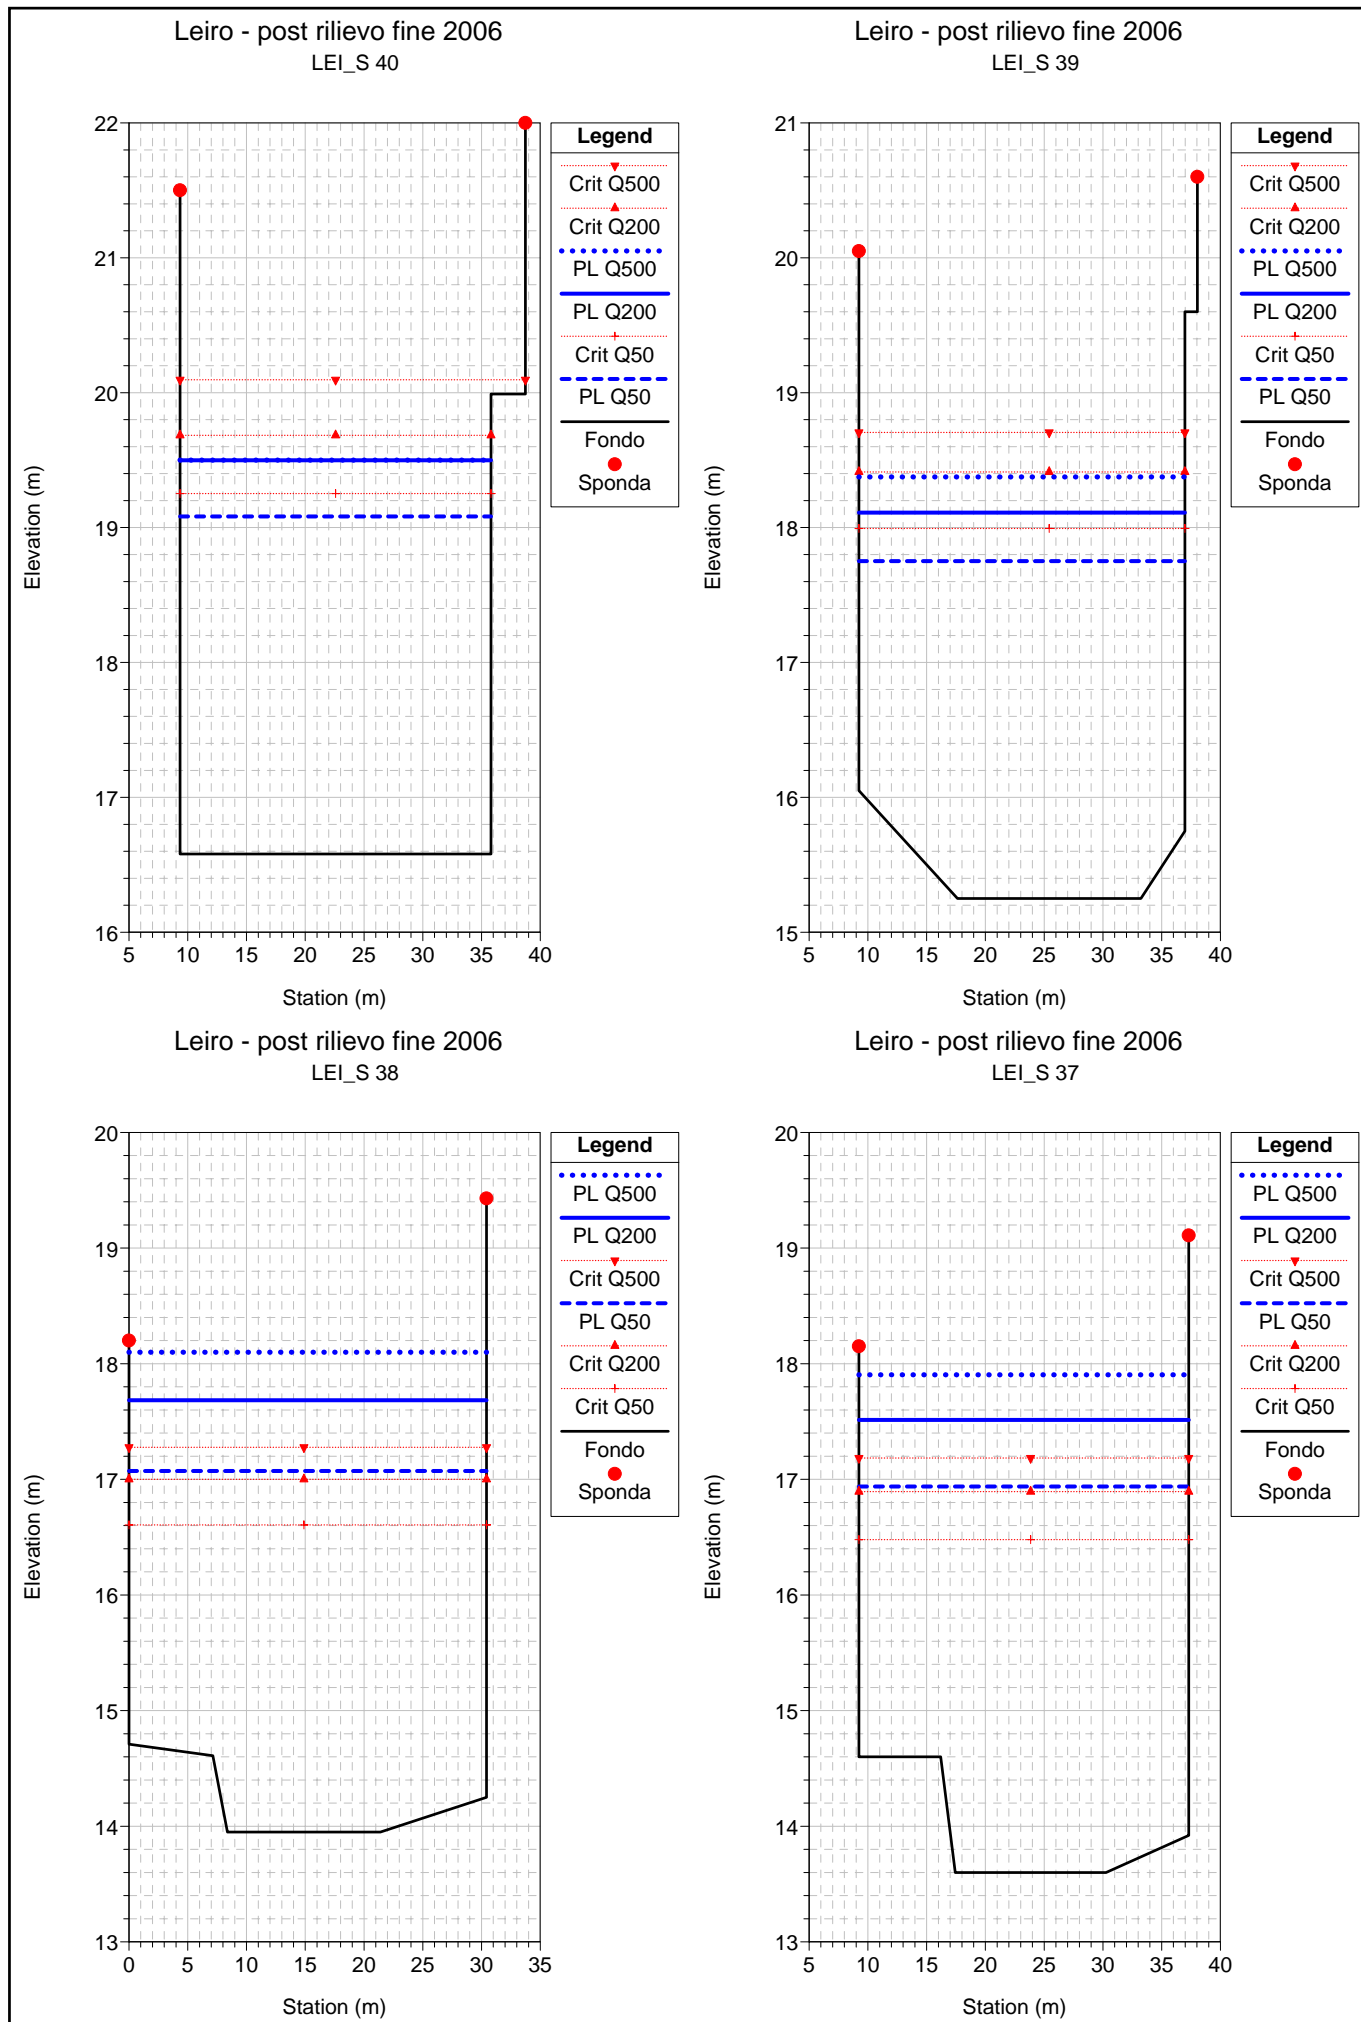 Leiro - post rilievo fine 2006
LEI_S 40
22
21
20
19
18
17
16
5 10 15 20 25 30 35 40
Elevation (m)
Station (m)
Legend
Crit Q500
Crit Q200
PL Q500
PL Q200
Crit Q50
PL Q50
Fondo
Sponda
Leiro - post rilievo fine 2006
LEI_S 39
21
20
19
18
17
16
15
5 10 15 20 25 30 35 40
Elevation (m)
Station (m)
Legend
Crit Q500
Crit Q200
PL Q500
PL Q200
Crit Q50
PL Q50
Fondo
Sponda
Leiro - post rilievo fine 2006
LEI_S 38
20
19
18
17
16
15
14
13
0 5 10 15 20 25 30 35
Elevation (m)
Station (m)
Legend
PL Q500
PL Q200
Crit Q500
PL Q50
Crit Q200
Crit Q50
Fondo
Sponda
Leiro - post rilievo fine 2006
LEI_S 37
20
19
18
17
16
15
14
13
5 10 15 20 25 30 35 40
Elevation (m)
Station (m)
Legend
PL Q500
PL Q200
Crit Q500
PL Q50
Crit Q200
Crit Q50
Fondo
Sponda